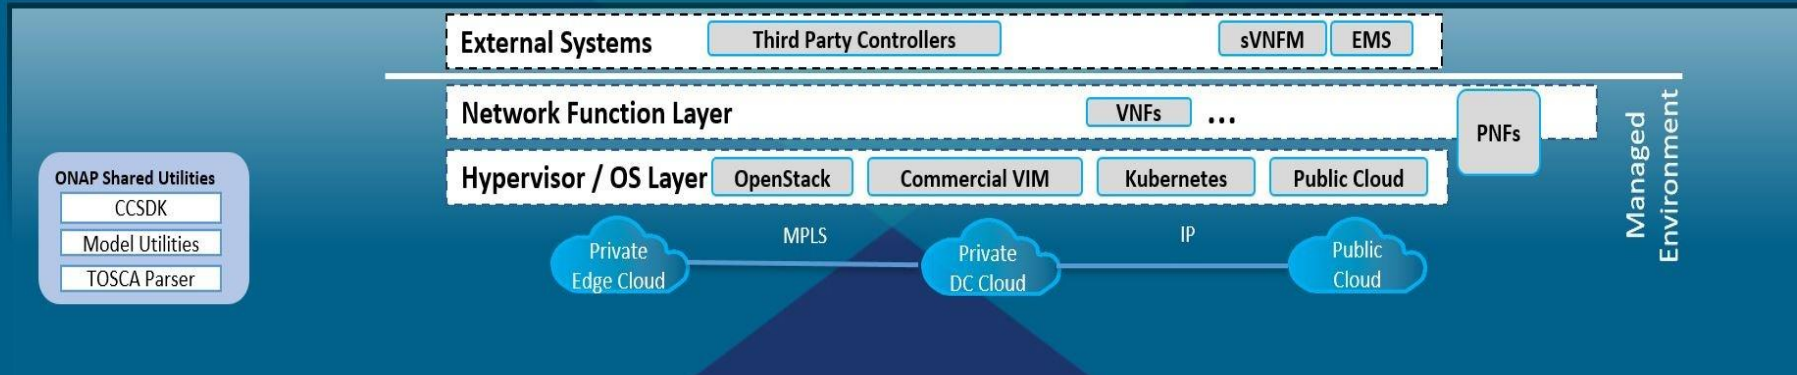 External Systems
Third Party Controllers
sVNFM
EMS
Network Function Layer
VNFs
...
PNFs
Managed
Environment
Hypervisor / OS Layer
OpenStack
Commercial VIM
Kubernetes
Public Cloud
ONAP Shared Utilities
CCSDK
Model Utilities
TOSCA Parser
Private
Edge Cloud
MPLS
Private
DC Cloud
IP
Public
Cloud